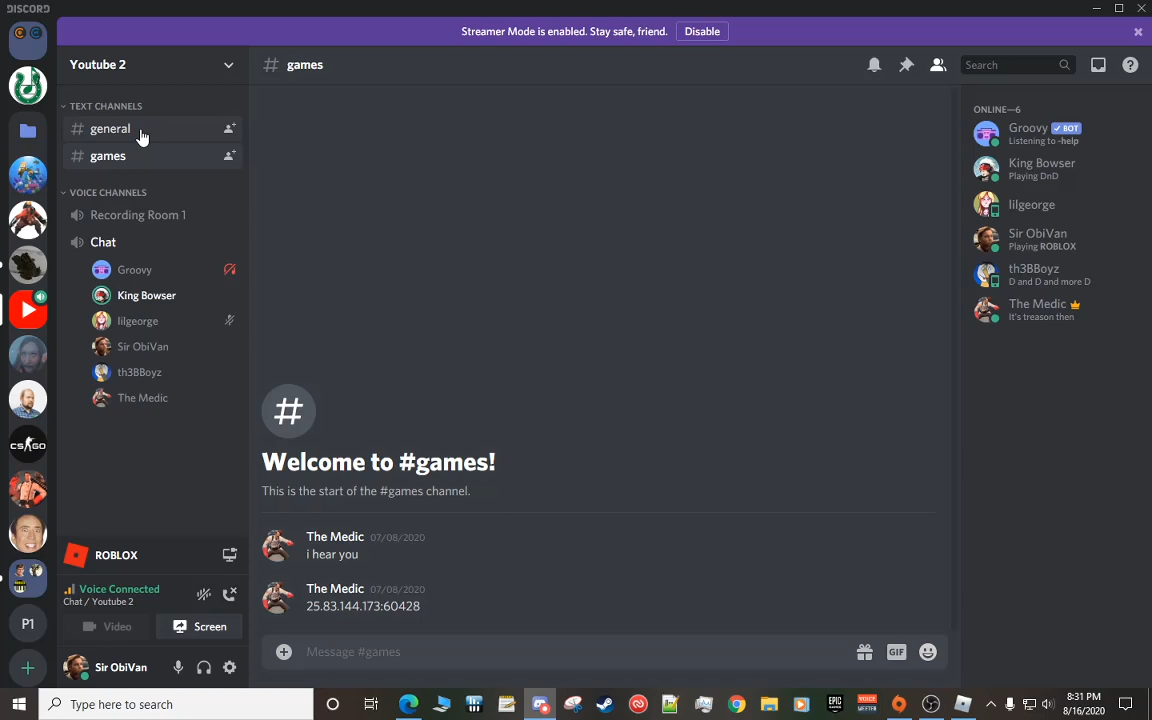 DISCORD
Streamer Mode is enabled. Stay safe, friend.
Disable
Youtube 2
# games
Search
TEXT CHANNELS
# general
# games
VOICE CHANNELS
Recording Room 1
Chat
Groovy
King Bowser
lilgeorge
Sir ObiVan
th3BBoyz
The Medic
ONLINE—6
Groovy BOT
Listening to -help
King Bowser
Playing DnD
lilgeorge
Sir ObiVan
Playing ROBLOX
th3BBoyz
D and D and more D
The Medic
It's treason then
#
Welcome to #games!
This is the start of the #games channel.
The Medic 07/08/2020
i hear you
The Medic 07/08/2020
25.83.144.173:60428
Message #games
GIF
CS GO
P1
ROBLOX
Voice Connected
Chat / Youtube 2
Video
Screen
Sir ObiVan
Type here to search
EPIC
8:31 PM
8/16/2020